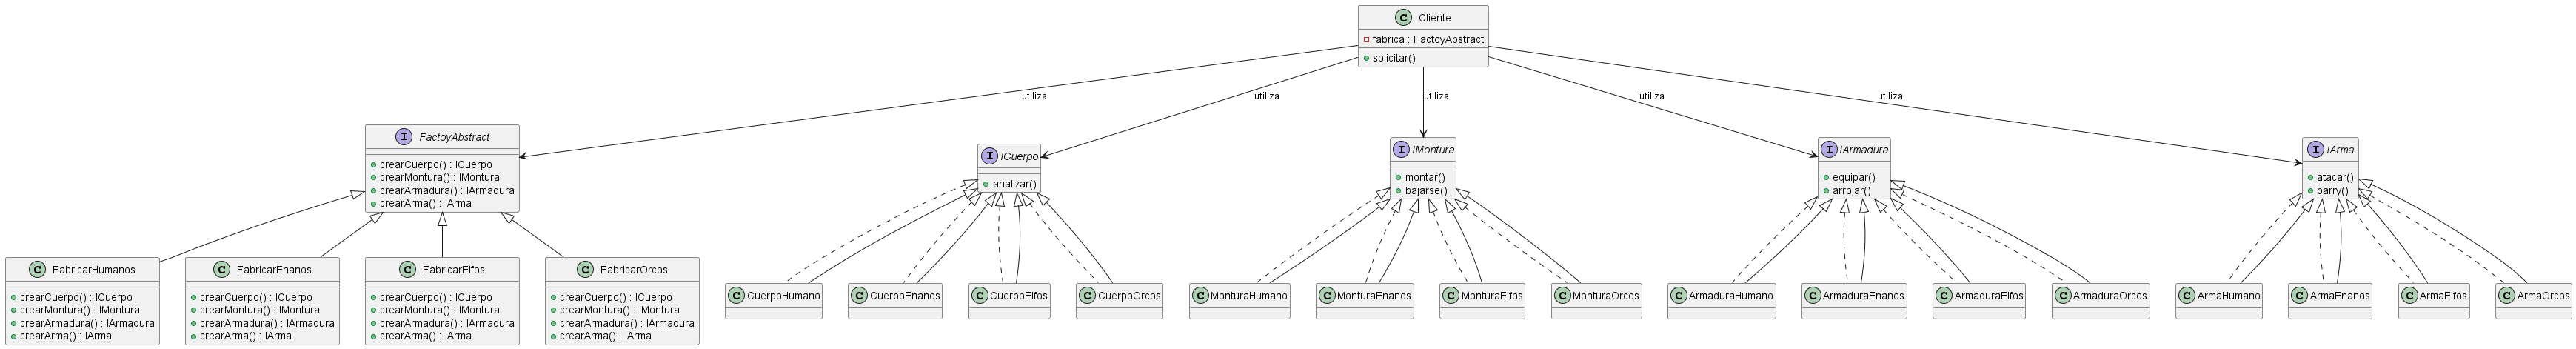 Cliente
fabrica : FactoyAbstract
solicitar()
utiliza
utiliza
utiliza
utiliza
utiliza
FactoyAbstract
crearCuerpo() : ICuerpo
crearMontura() : IMontura
crearArmadura() : IArmadura
crearArma() : IArma
ICuerpo
analizar()
IMontura
montar()
bajarse()
IArmadura
equipar()
arrojar()
IArma
atacar()
parry()
FabricarHumanos
crearCuerpo() : ICuerpo
crearMontura() : IMontura
crearArmadura() : IArmadura
crearArma() : IArma
FabricarEnanos
crearCuerpo() : ICuerpo
crearMontura() : IMontura
crearArmadura() : IArmadura
crearArma() : IArma
FabricarElfos
crearCuerpo() : ICuerpo
crearMontura() : IMontura
crearArmadura() : IArmadura
crearArma() : IArma
FabricarOrcos
crearCuerpo() : ICuerpo
crearMontura() : IMontura
crearArmadura() : IArmadura
crearArma() : IArma
CuerpoHumano
CuerpoEnanos
CuerpoElfos
CuerpoOrcos
MonturaHumano
MonturaEnanos
MonturaElfos
MonturaOrcos
ArmaduraHumano
ArmaduraEnanos
ArmaduraElfos
ArmaduraOrcos
ArmaHumano
ArmaEnanos
ArmaElfos
ArmaOrcos